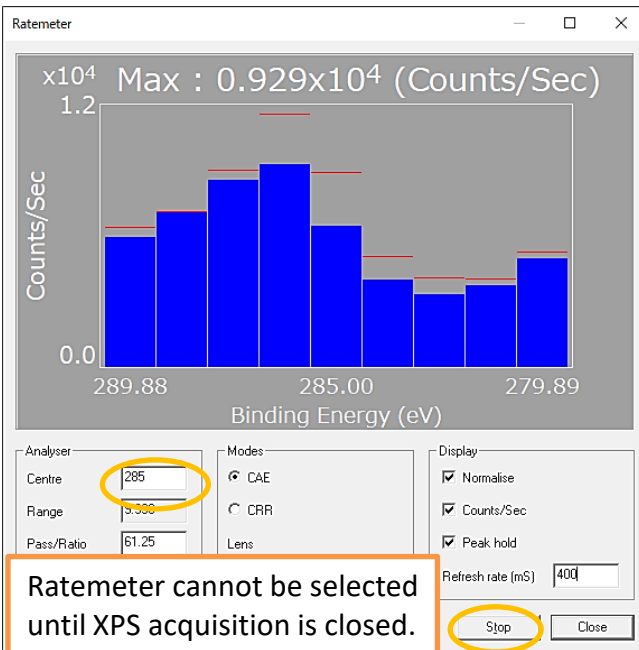 Ratemeter
x10⁴ Max : 0.929x10⁴ (Counts/Sec)
1.2
Counts/Sec
0.0
289.88 285.00 279.89
Binding Energy (eV)
Analyser
Centre 285
Range
Pass/Ratio 61.25
Modes
CAE
CRR
Lens
Display
Normalise
Counts/Sec
Peak hold
Refresh rate (mS) 400
Ratemeter cannot be selected
until XPS acquisition is closed.
Stop Close